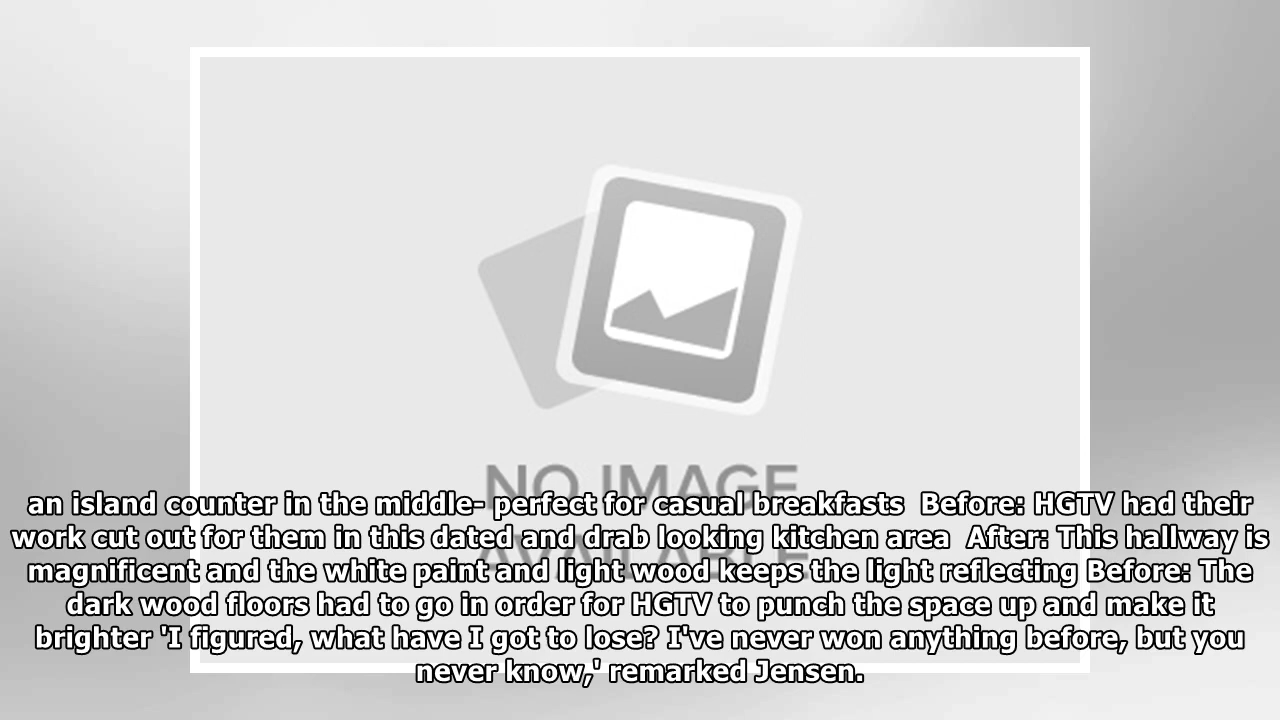 NO IMAGE
AVAILABLE
an island counter in the middle- perfect for casual breakfasts  Before: HGTV had their
work cut out for them in this dated and drab looking kitchen area  After: This hallway is
magnificent and the white paint and light wood keeps the light reflecting Before: The
dark wood floors had to go in order for HGTV to punch the space up and make it
brighter 'I figured, what have I got to lose? I've never won anything before, but you
never know,' remarked Jensen.